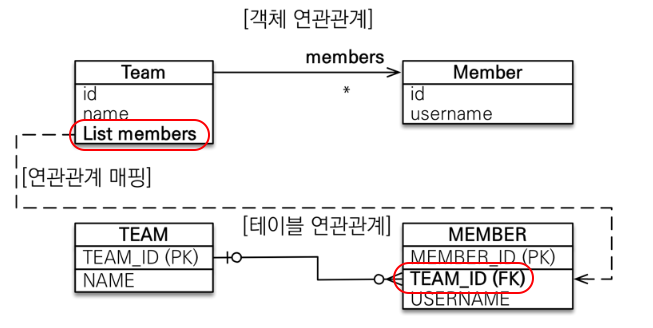 [객체 연관관계]
members
Team
Member
*
id
name
List members
id
username
[연관관계 매핑]
[테이블 연관관계]
TEAM
TEAM_ID (PK)
NAME
MEMBER
MEMBER_ID (PK)
TEAM_ID (FK)
USERNAME